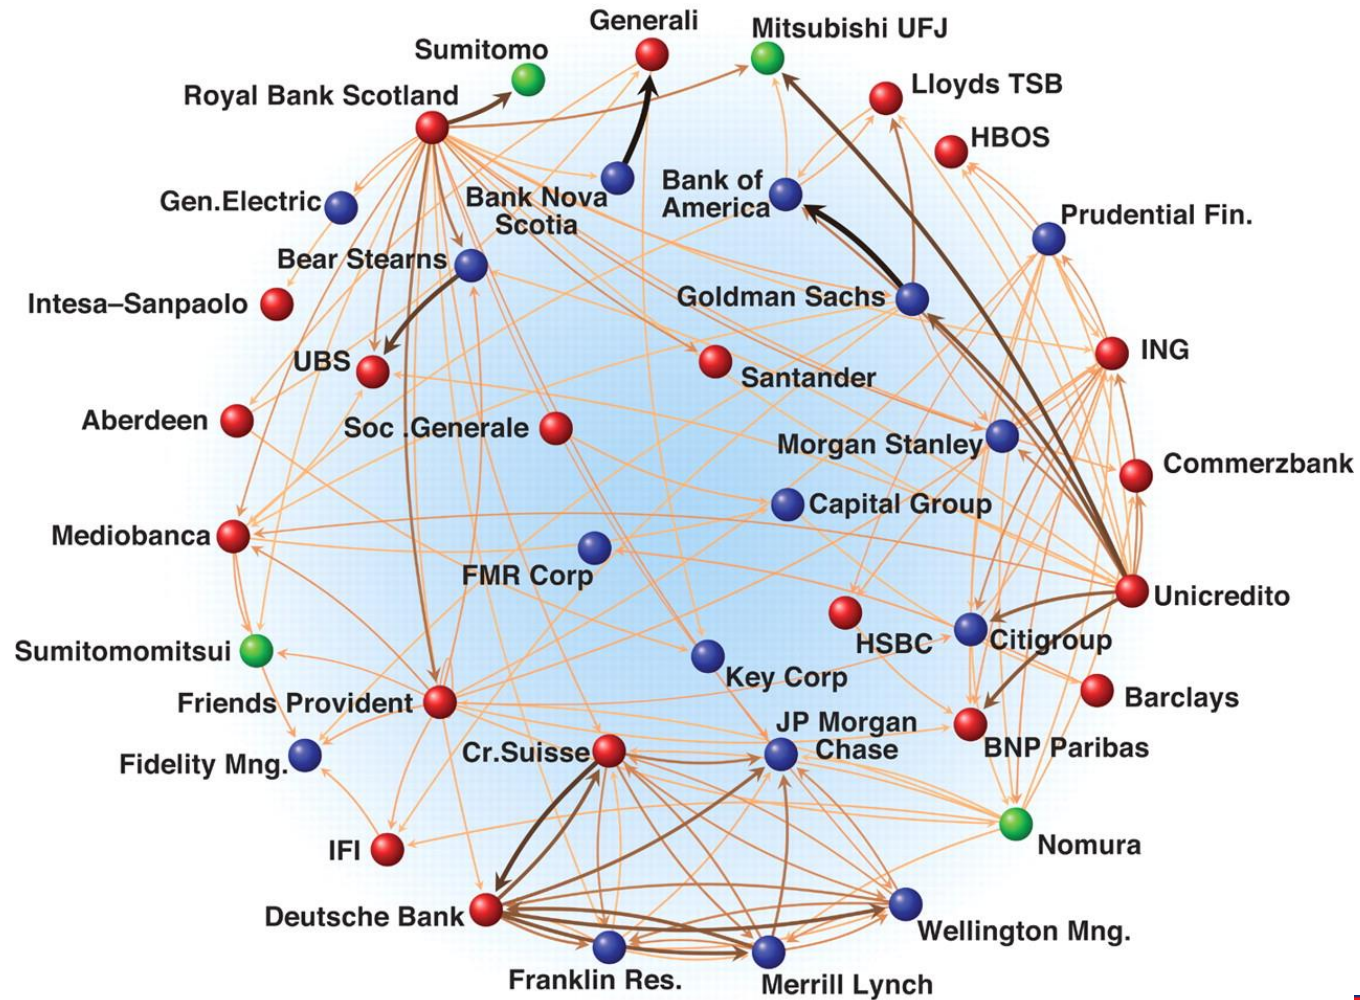 Generali
Mitsubishi UFJ
Sumitomo
Lloyds TSB
Royal Bank Scotland
HBOS
Bank of
America
Bank Nova
Scotia
Gen.Electric
Prudential Fin.
Bear Stearns
Goldman Sachs
Intesa–Sanpaolo
ING
UBS
Santander
Aberdeen
Soc .Generale
Morgan Stanley
Commerzbank
Capital Group
Mediobanca
FMR Corp
Unicredito
HSBC
Citigroup
Sumitomomitsui
Key Corp
Barclays
Friends Provident
JP Morgan
Chase
BNP Paribas
Cr.Suisse
Fidelity Mng.
IFI
Nomura
Deutsche Bank
Wellington Mng.
Franklin Res.
Merrill Lynch